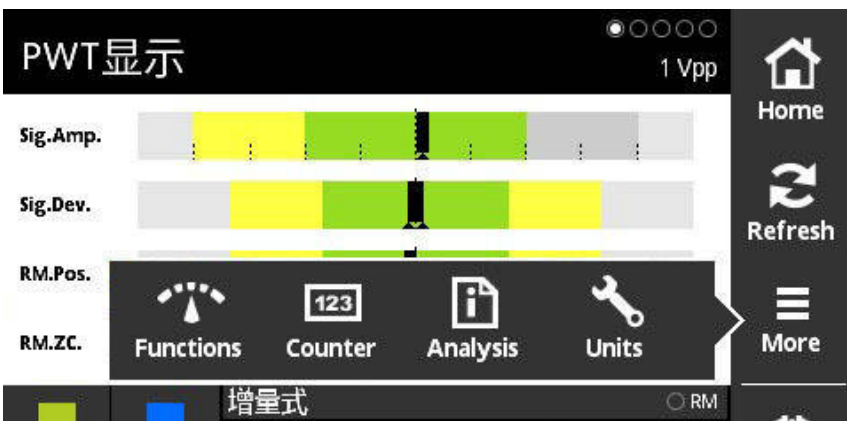 PWT显示
1 Vpp
Home
Sig.Amp.
Sig.Dev.
Refresh
RM.Pos.
123
Functions
Counter
Analysis
Units
More
RM.ZC.
增量式
RM